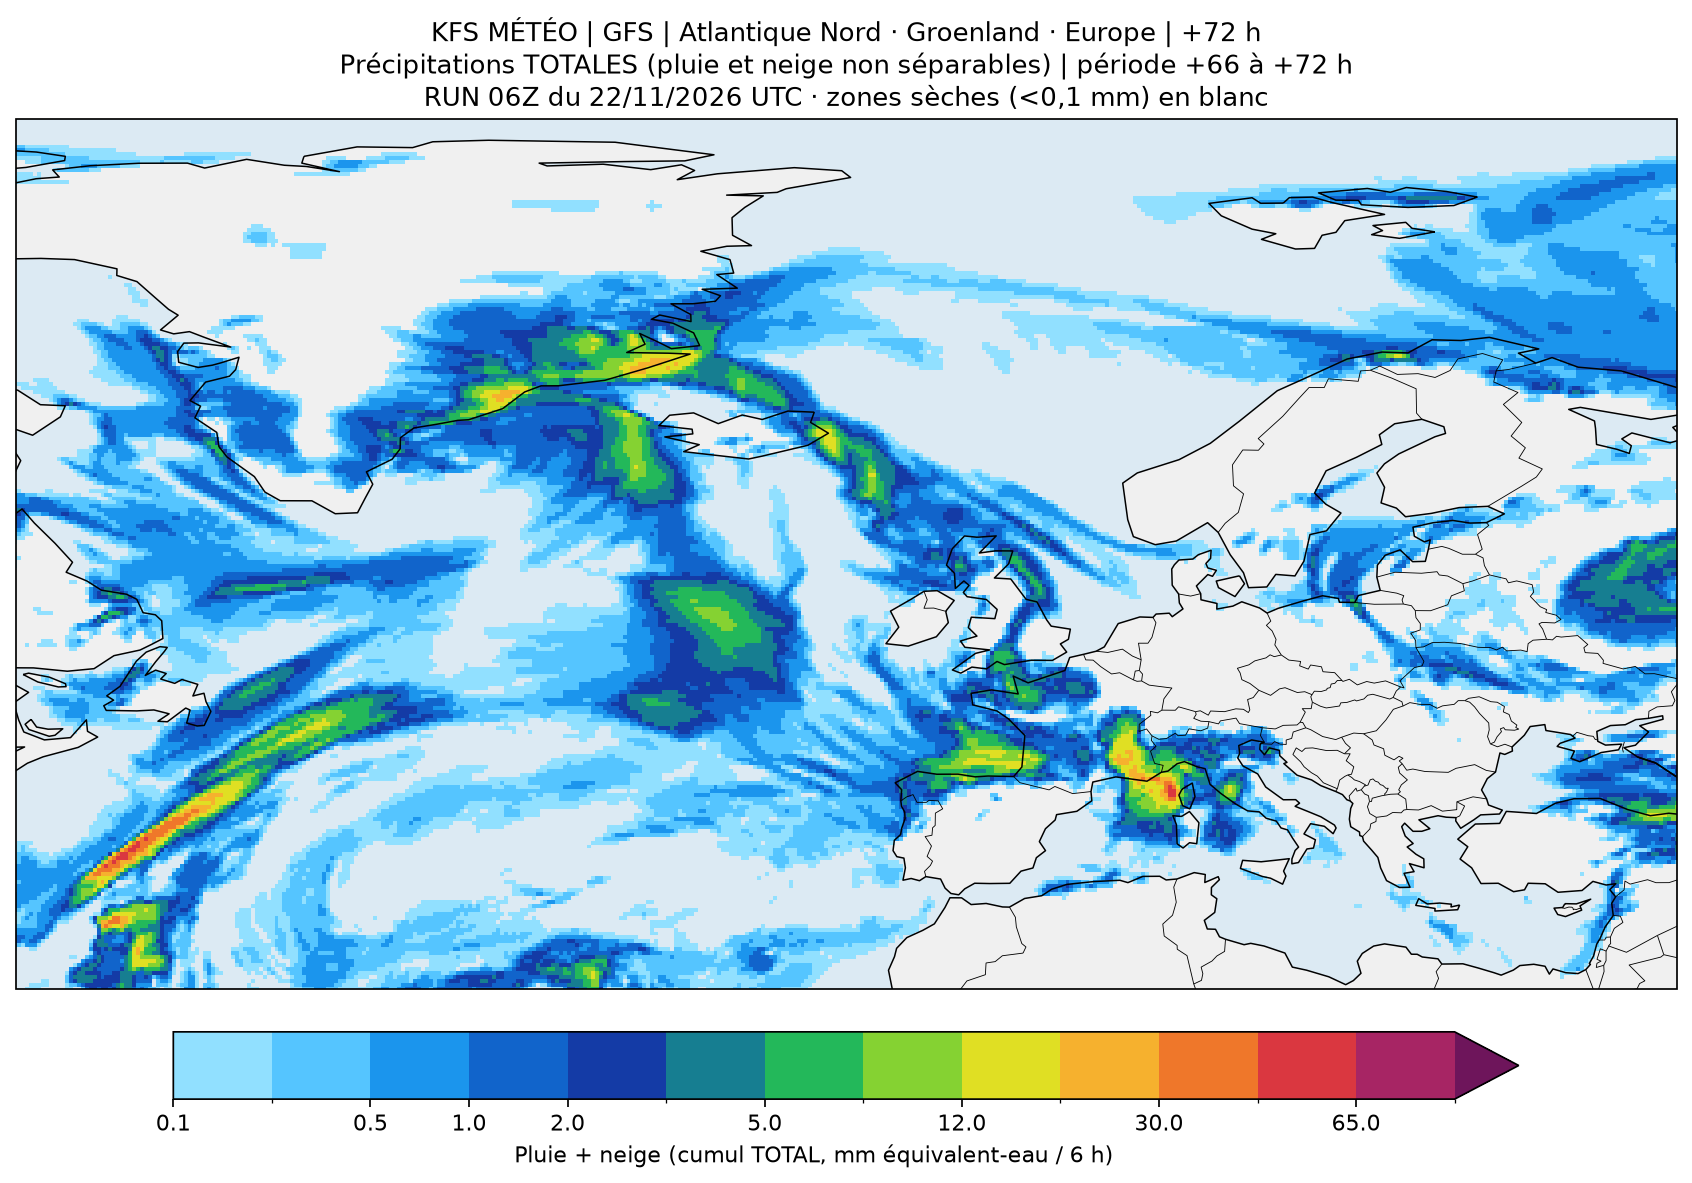 KFS MÉTÉO | GFS | Atlantique Nord · Groenland · Europe | +72 h
Précipitations TOTALES (pluie et neige non séparables) | période +66 à +72 h
RUN 06Z du 22/11/2026 UTC · zones sèches (<0,1 mm) en blanc
0.1 0.5 1.0 2.0 5.0 12.0 30.0 65.0
Pluie + neige (cumul TOTAL, mm équivalent-eau / 6 h)